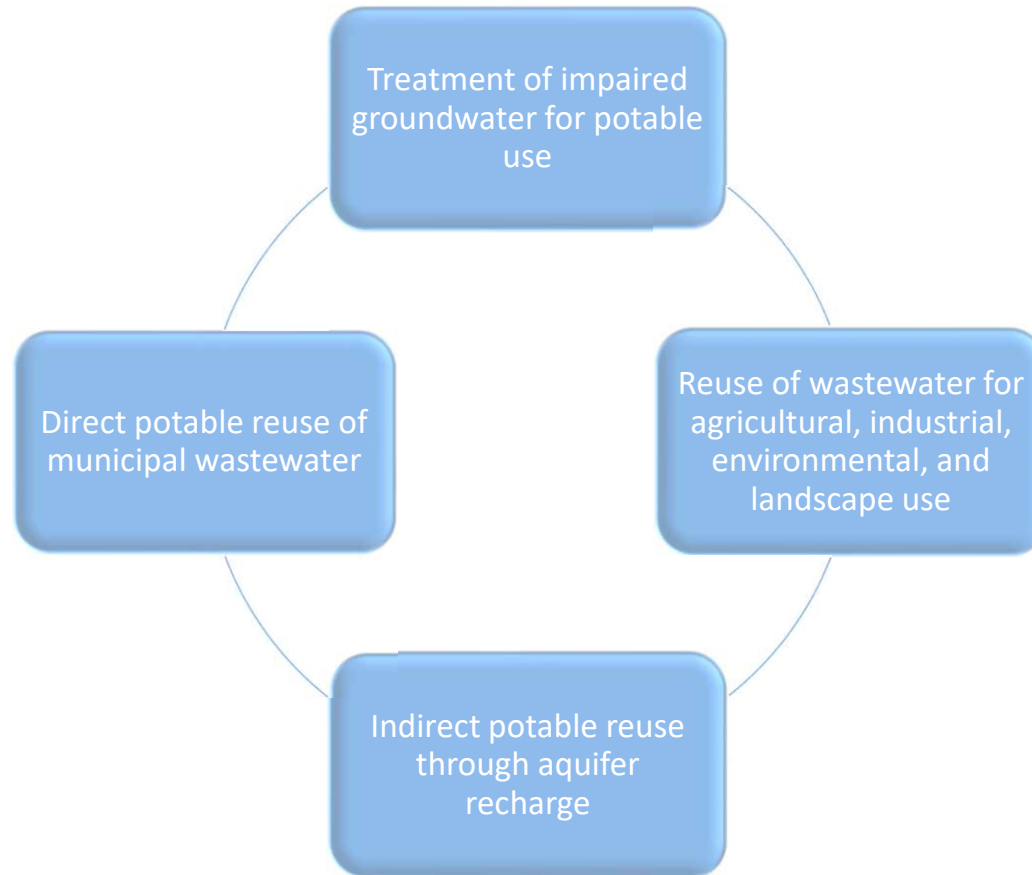 Treatment of impaired
groundwater for potable
use
Direct potable reuse of
municipal wastewater
Reuse of wastewater for
agricultural, industrial,
environmental, and
landscape use
Indirect potable reuse
through aquifer
recharge